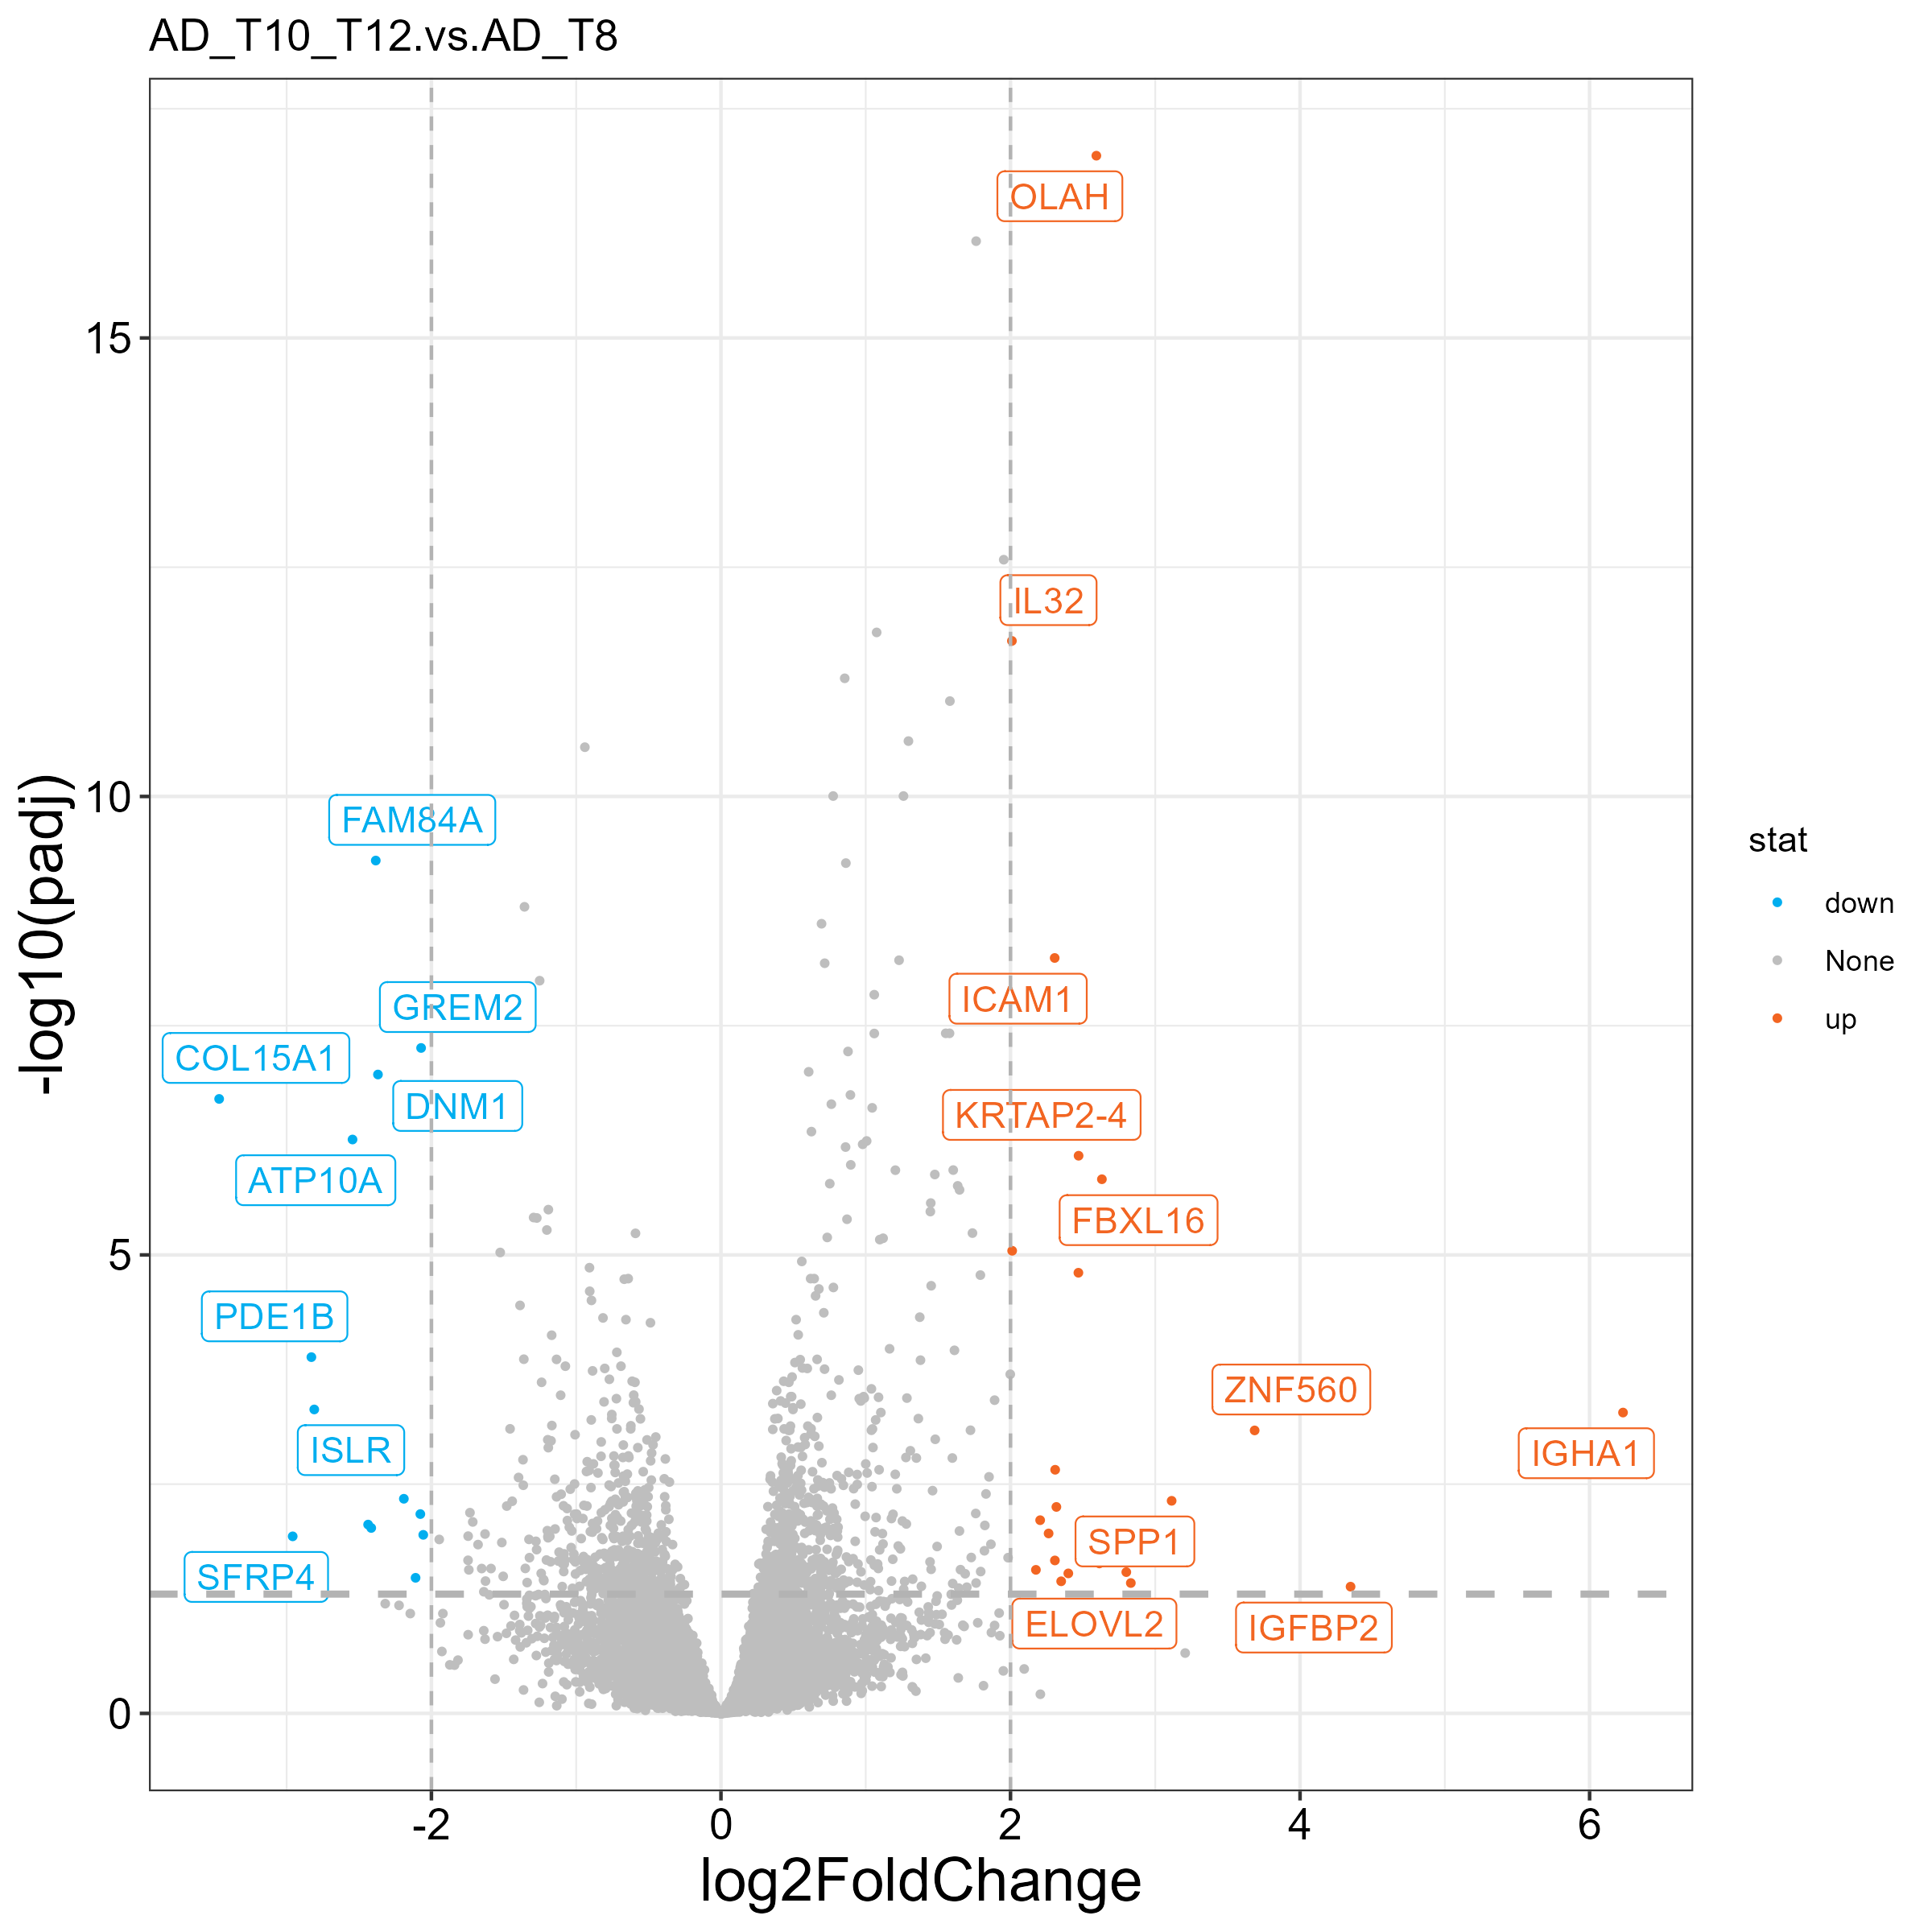 AD_T10_T12.vs.AD_T8
OLAH
15
IL32
10
FAM84A
stat
down
None
up
ICAM1
GREM2
COL15A1
DNM1
KRTAP2-4
ATP10A
FBXL16
5
PDE1B
ZNF560
ISLR
IGHA1
SPP1
SFRP4
ELOVL2
IGFBP2
0
-2
0
2
4
6
log2FoldChange
-log10(padj)